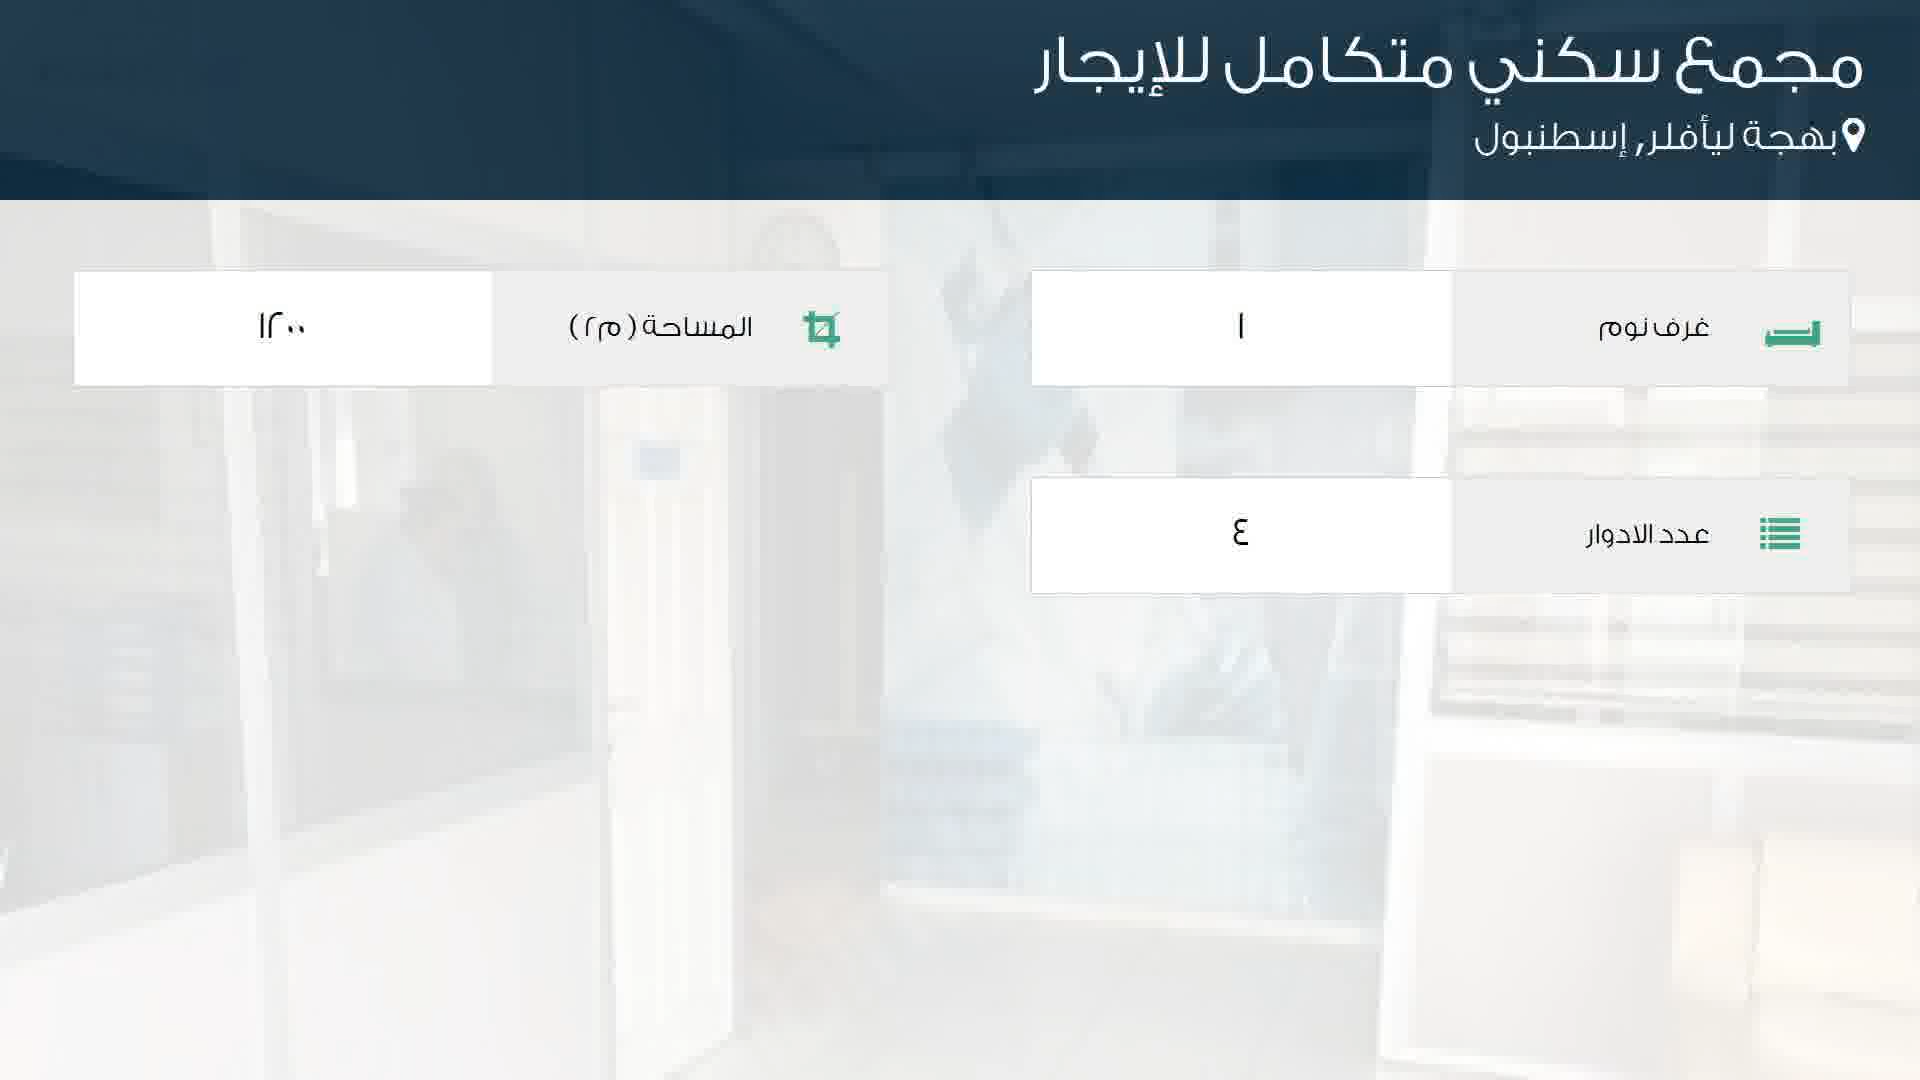 مجمع سكني متكامل للإيجار
بهجة ليأفلر, إسطنبول
غرف نوم
١
المساحة (م٢)
١٢٠٠
عدد الادوار
٤